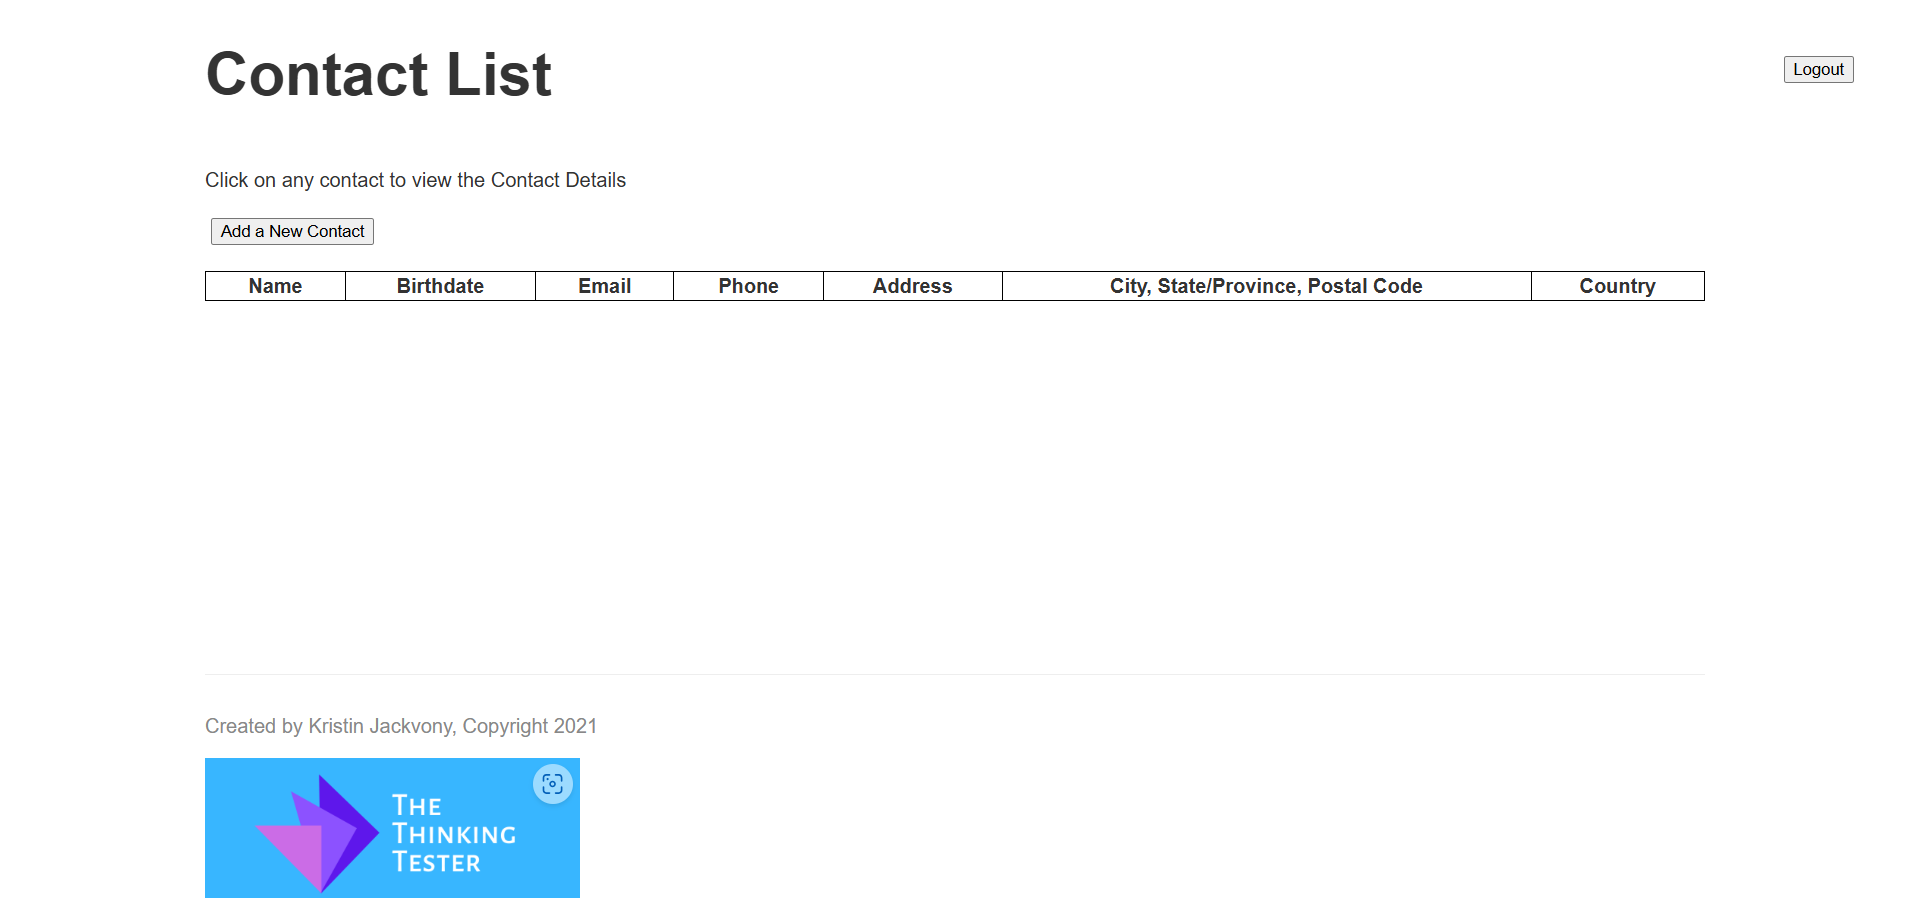 Contact List
Logout
Click on any contact to view the Contact Details
Add a New Contact
Name Birthdate Email Phone Address City, State/Province, Postal Code Country
Created by Kristin Jackvony, Copyright 2021
THE
THINKING
TESTER